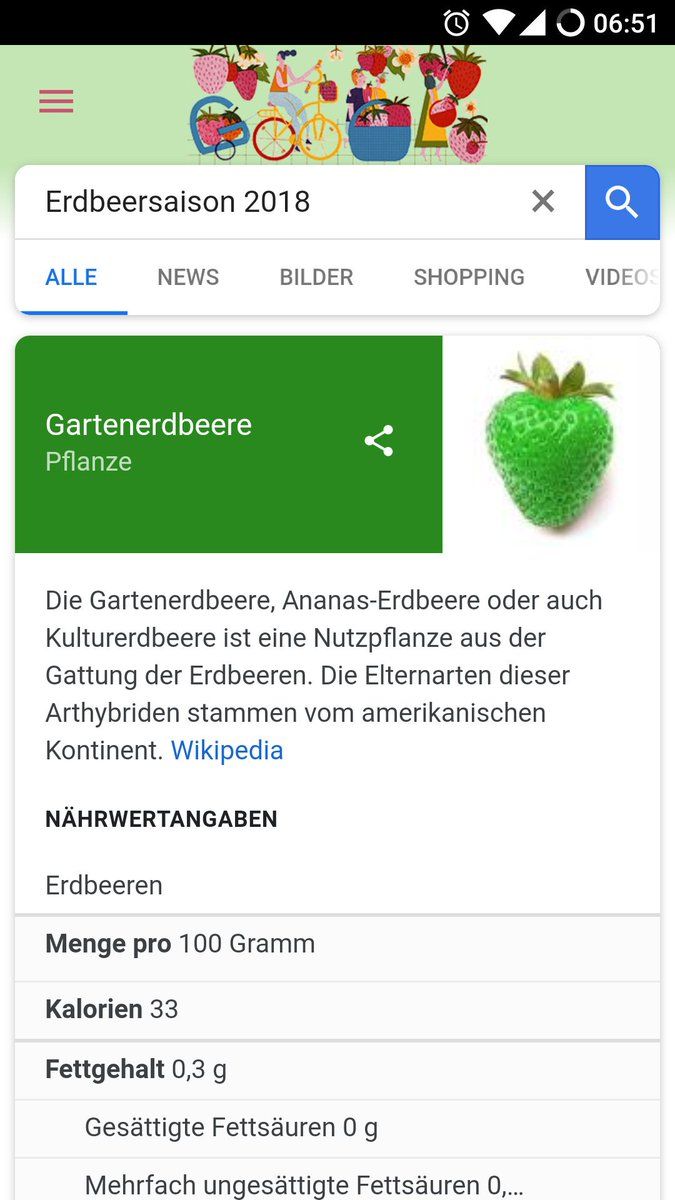 06:51
Erdbeersaison 2018
ALLE NEWS BILDER SHOPPING VIDEOS
Gartenerdbeere
Pflanze
Die Gartenerdbeere, Ananas-Erdbeere oder auch
Kulturerdbeere ist eine Nutzpflanze aus der
Gattung der Erdbeeren. Die Elternarten dieser
Arthybriden stammen vom amerikanischen
Kontinent. Wikipedia
NÄHRWERTANGABEN
Erdbeeren
Menge pro 100 Gramm
Kalorien 33
Fettgehalt 0,3 g
Gesättigte Fettsäuren 0 g
Mehrfach ungesättigte Fettsäuren 0,...